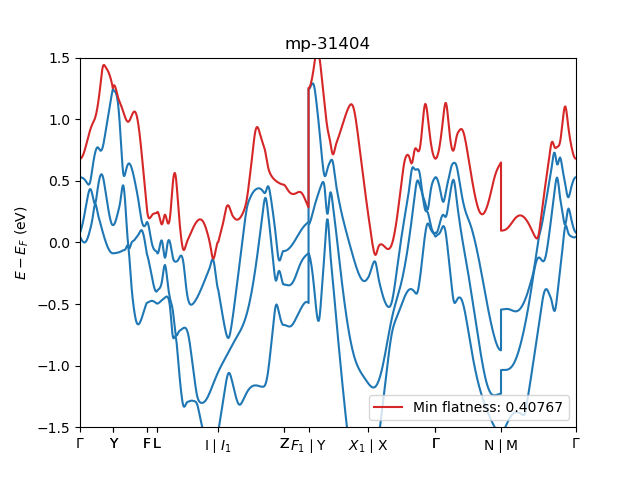 mp-31404
1.5
1.0
0.5
0.0
−0.5
−1.0
−1.5
E − E_F (eV)
Min flatness: 0.40767
Γ Y F L I | I₁ Z F₁ | Y X₁ | X Γ N | M Γ